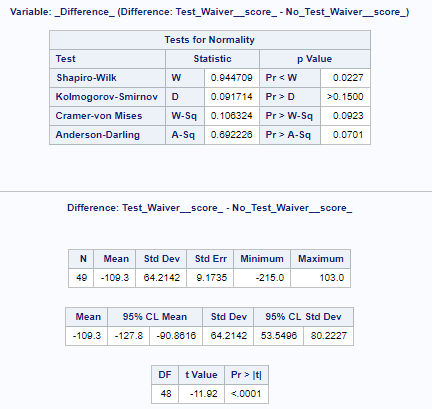 Variable: _Difference_ (Difference: Test_Waiver__score_ - No_Test_Waiver__score_)
Tests for Normality
Test Statistic p Value
Shapiro-Wilk W 0.944709 Pr < W 0.0227
Kolmogorov-Smirnov D 0.091714 Pr > D >0.1500
Cramer-von Mises W-Sq 0.106324 Pr > W-Sq 0.0923
Anderson-Darling A-Sq 0.692226 Pr > A-Sq 0.0701
Difference: Test_Waiver__score_ - No_Test_Waiver__score_
N Mean Std Dev Std Err Minimum Maximum
49 -109.3 64.2142 9.1735 -215.0 103.0
Mean 95% CL Mean Std Dev 95% CL Std Dev
-109.3 -127.8 -90.8616 64.2142 53.5496 80.2227
DF t Value Pr > |t|
48 -11.92 <.0001